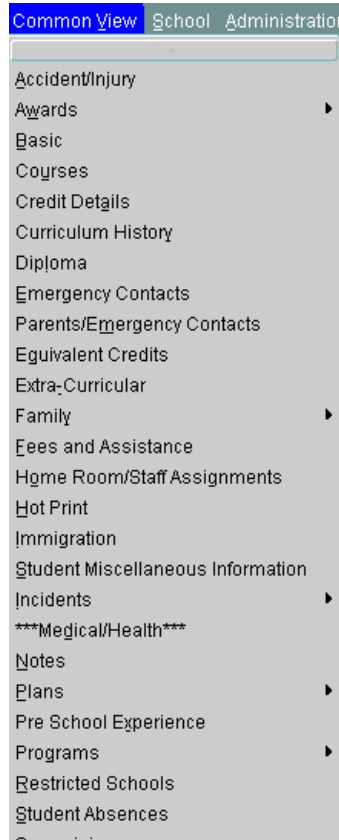 Common View School Administratio
Accident/Injury
Awards
Basic
Courses
Credit Details
Curriculum History
Diploma
Emergency Contacts
Parents/Emergency Contacts
Equivalent Credits
Extra-Curricular
Family
Fees and Assistance
Home Room/Staff Assignments
Hot Print
Immigration
Student Miscellaneous Information
Incidents
***Medical/Health***
Notes
Plans
Pre School Experience
Programs
Restricted Schools
Student Absences